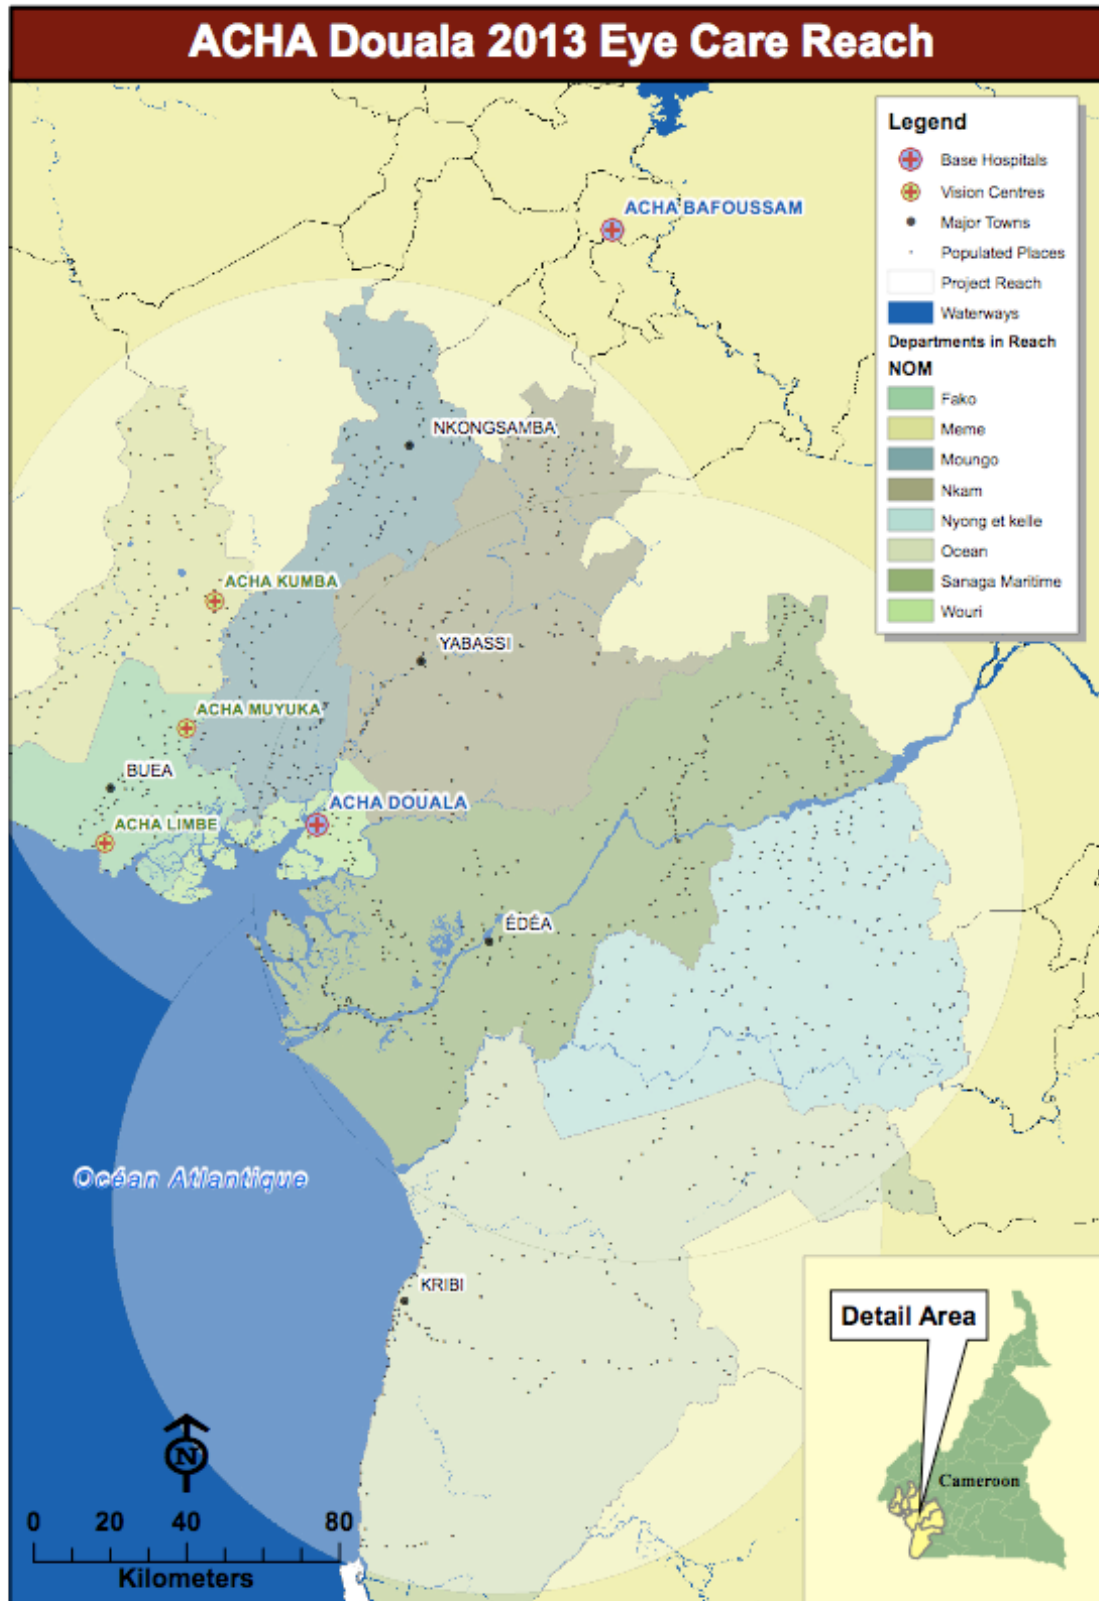 ACHA Douala 2013 Eye Care Reach
Legend
Base Hospitals
Vision Centres
Major Towns
Populated Places
Project Reach
Waterways
Departments in Reach
NOM
Fako
Meme
Moungo
Nkam
Nyong et kelle
Ocean
Sanaga Maritime
Wouri
ACHA BAFOUSSAM
NKONGSAMBA
ACHA KUMBA
YABASSI
ACHA MUYUKA
BUEA
ACHA DOUALA
ACHA LIMBE
ÉDÉA
Océan Atlantique
KRIBI
Detail Area
Cameroon
N
0 20 40 80
Kilometers